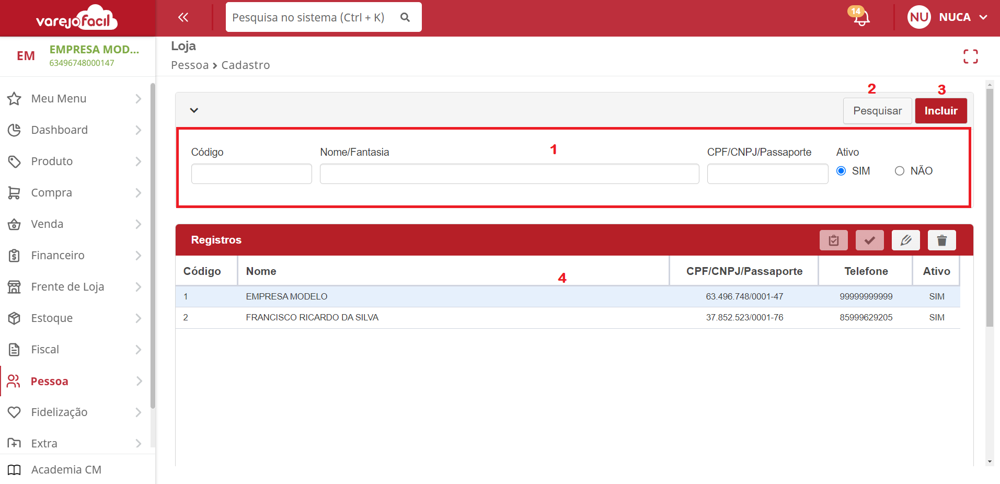 varejofacil
Pesquisa no sistema (Ctrl + K)
14
NU
NUCA
EM
EMPRESA MOD...
63496748000147
Loja
Pessoa > Cadastro
Meu Menu
Dashboard
Produto
Compra
Venda
Financeiro
Frente de Loja
Estoque
Fiscal
Pessoa
Fidelização
Extra
Academia CM
2
3
Pesquisar
Incluir
1
Código
Nome/Fantasia
CPF/CNPJ/Passaporte
Ativo
SIM
NÃO
Registros
Código Nome CPF/CNPJ/Passaporte Telefone Ativo
4
1 EMPRESA MODELO 63.496.748/0001-47 99999999999 SIM
2 FRANCISCO RICARDO DA SILVA 37.852.523/0001-76 85999629205 SIM